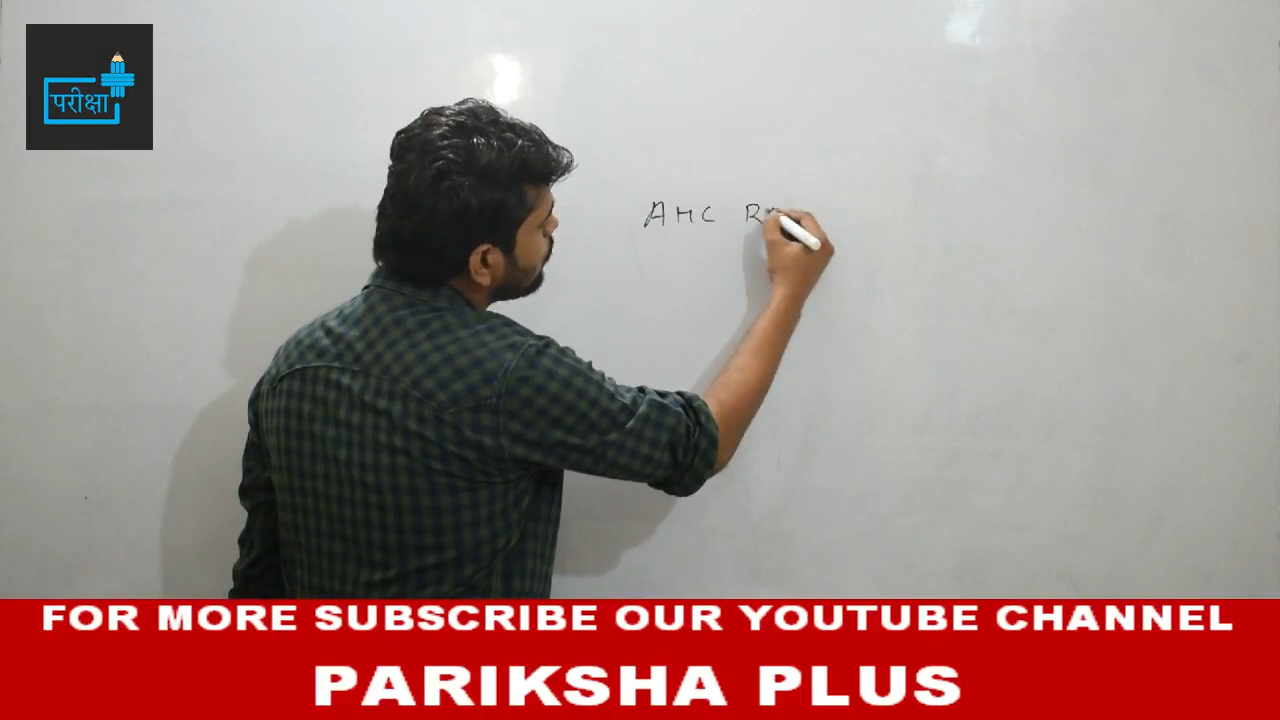 परीक्षा
AMC
FOR MORE SUBSCRIBE OUR YOUTUBE CHANNEL
PARIKSHA PLUS